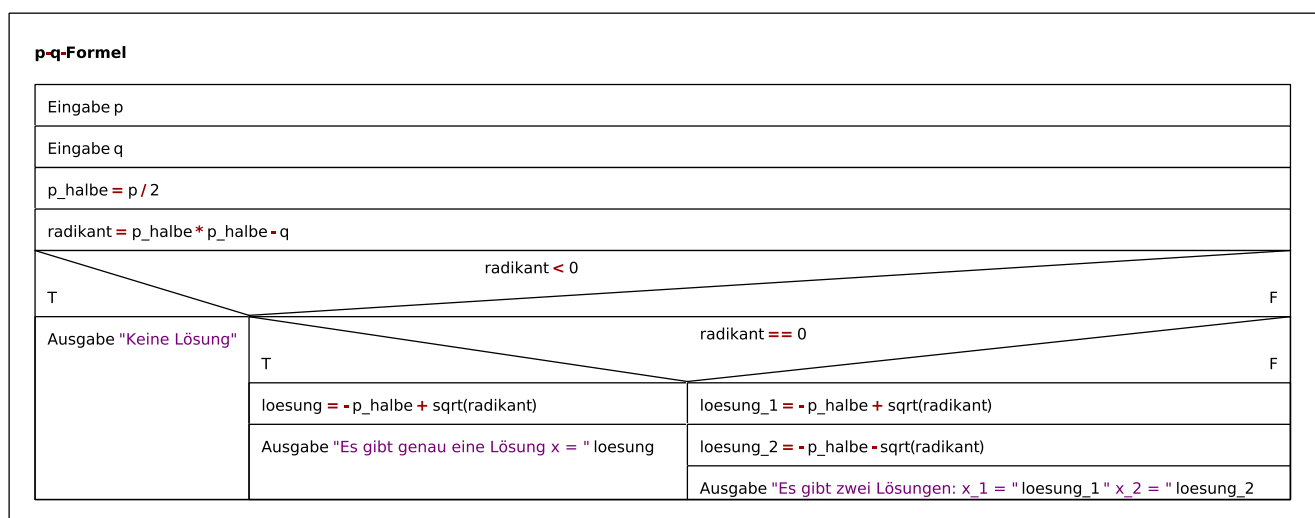 p-q-Formel
Eingabe p
Eingabe q
p_halbe = p / 2
radikant = p_halbe * p_halbe - q
radikant < 0
T
F
Ausgabe "Keine Lösung"
radikant == 0
T
F
loesung = - p_halbe + sqrt(radikant)
Ausgabe "Es gibt genau eine Lösung x = " loesung
loesung_1 = - p_halbe + sqrt(radikant)
loesung_2 = - p_halbe - sqrt(radikant)
Ausgabe "Es gibt zwei Lösungen: x_1 = " loesung_1 " x_2 = " loesung_2